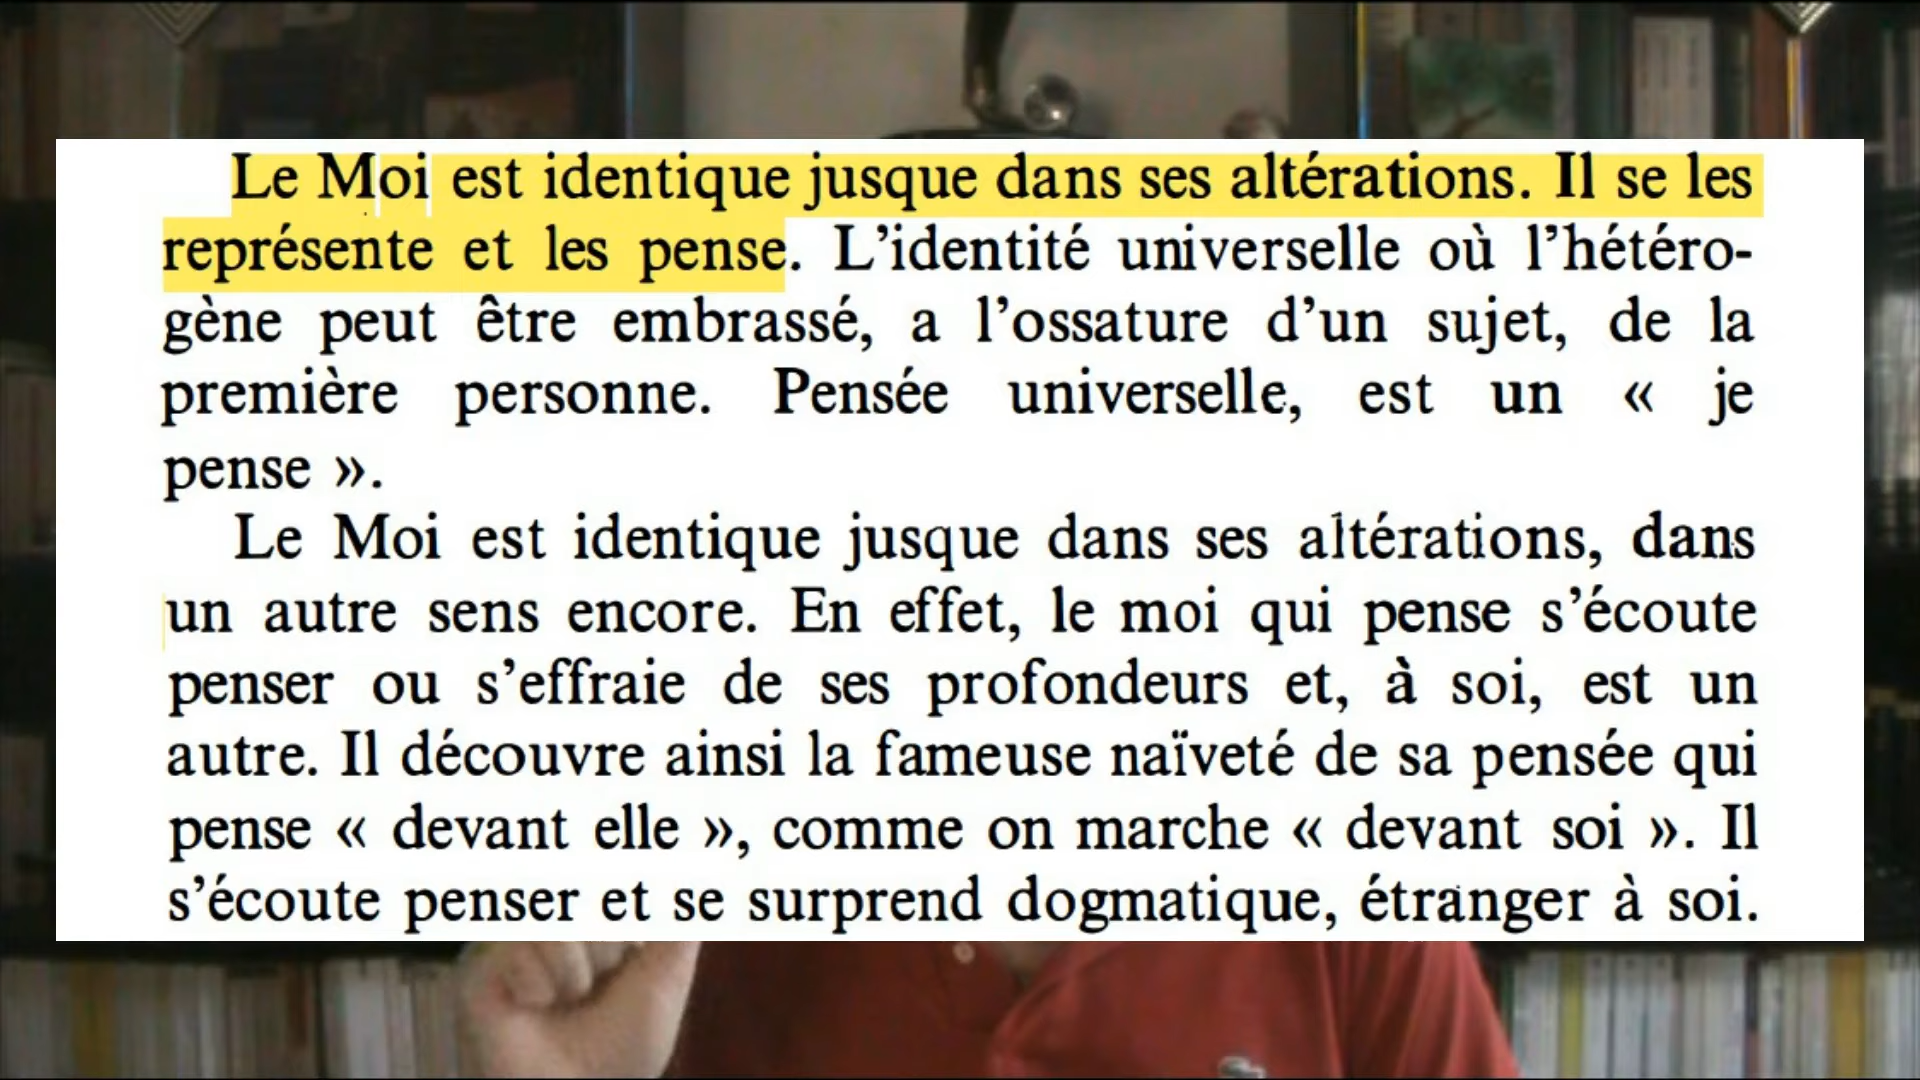 Le Moi est identique jusque dans ses altérations. Il se les
représente et les pense. L’identité universelle où l’hétéro-
gène peut être embrassé, a l’ossature d’un sujet, de la
première personne. Pensée universelle, est un « je
pense ».
Le Moi est identique jusque dans ses altérations, dans
un autre sens encore. En effet, le moi qui pense s’écoute
penser ou s’effraie de ses profondeurs et, à soi, est un
autre. Il découvre ainsi la fameuse naïveté de sa pensée qui
pense « devant elle », comme on marche « devant soi ». Il
s’écoute penser et se surprend dogmatique, étranger à soi.